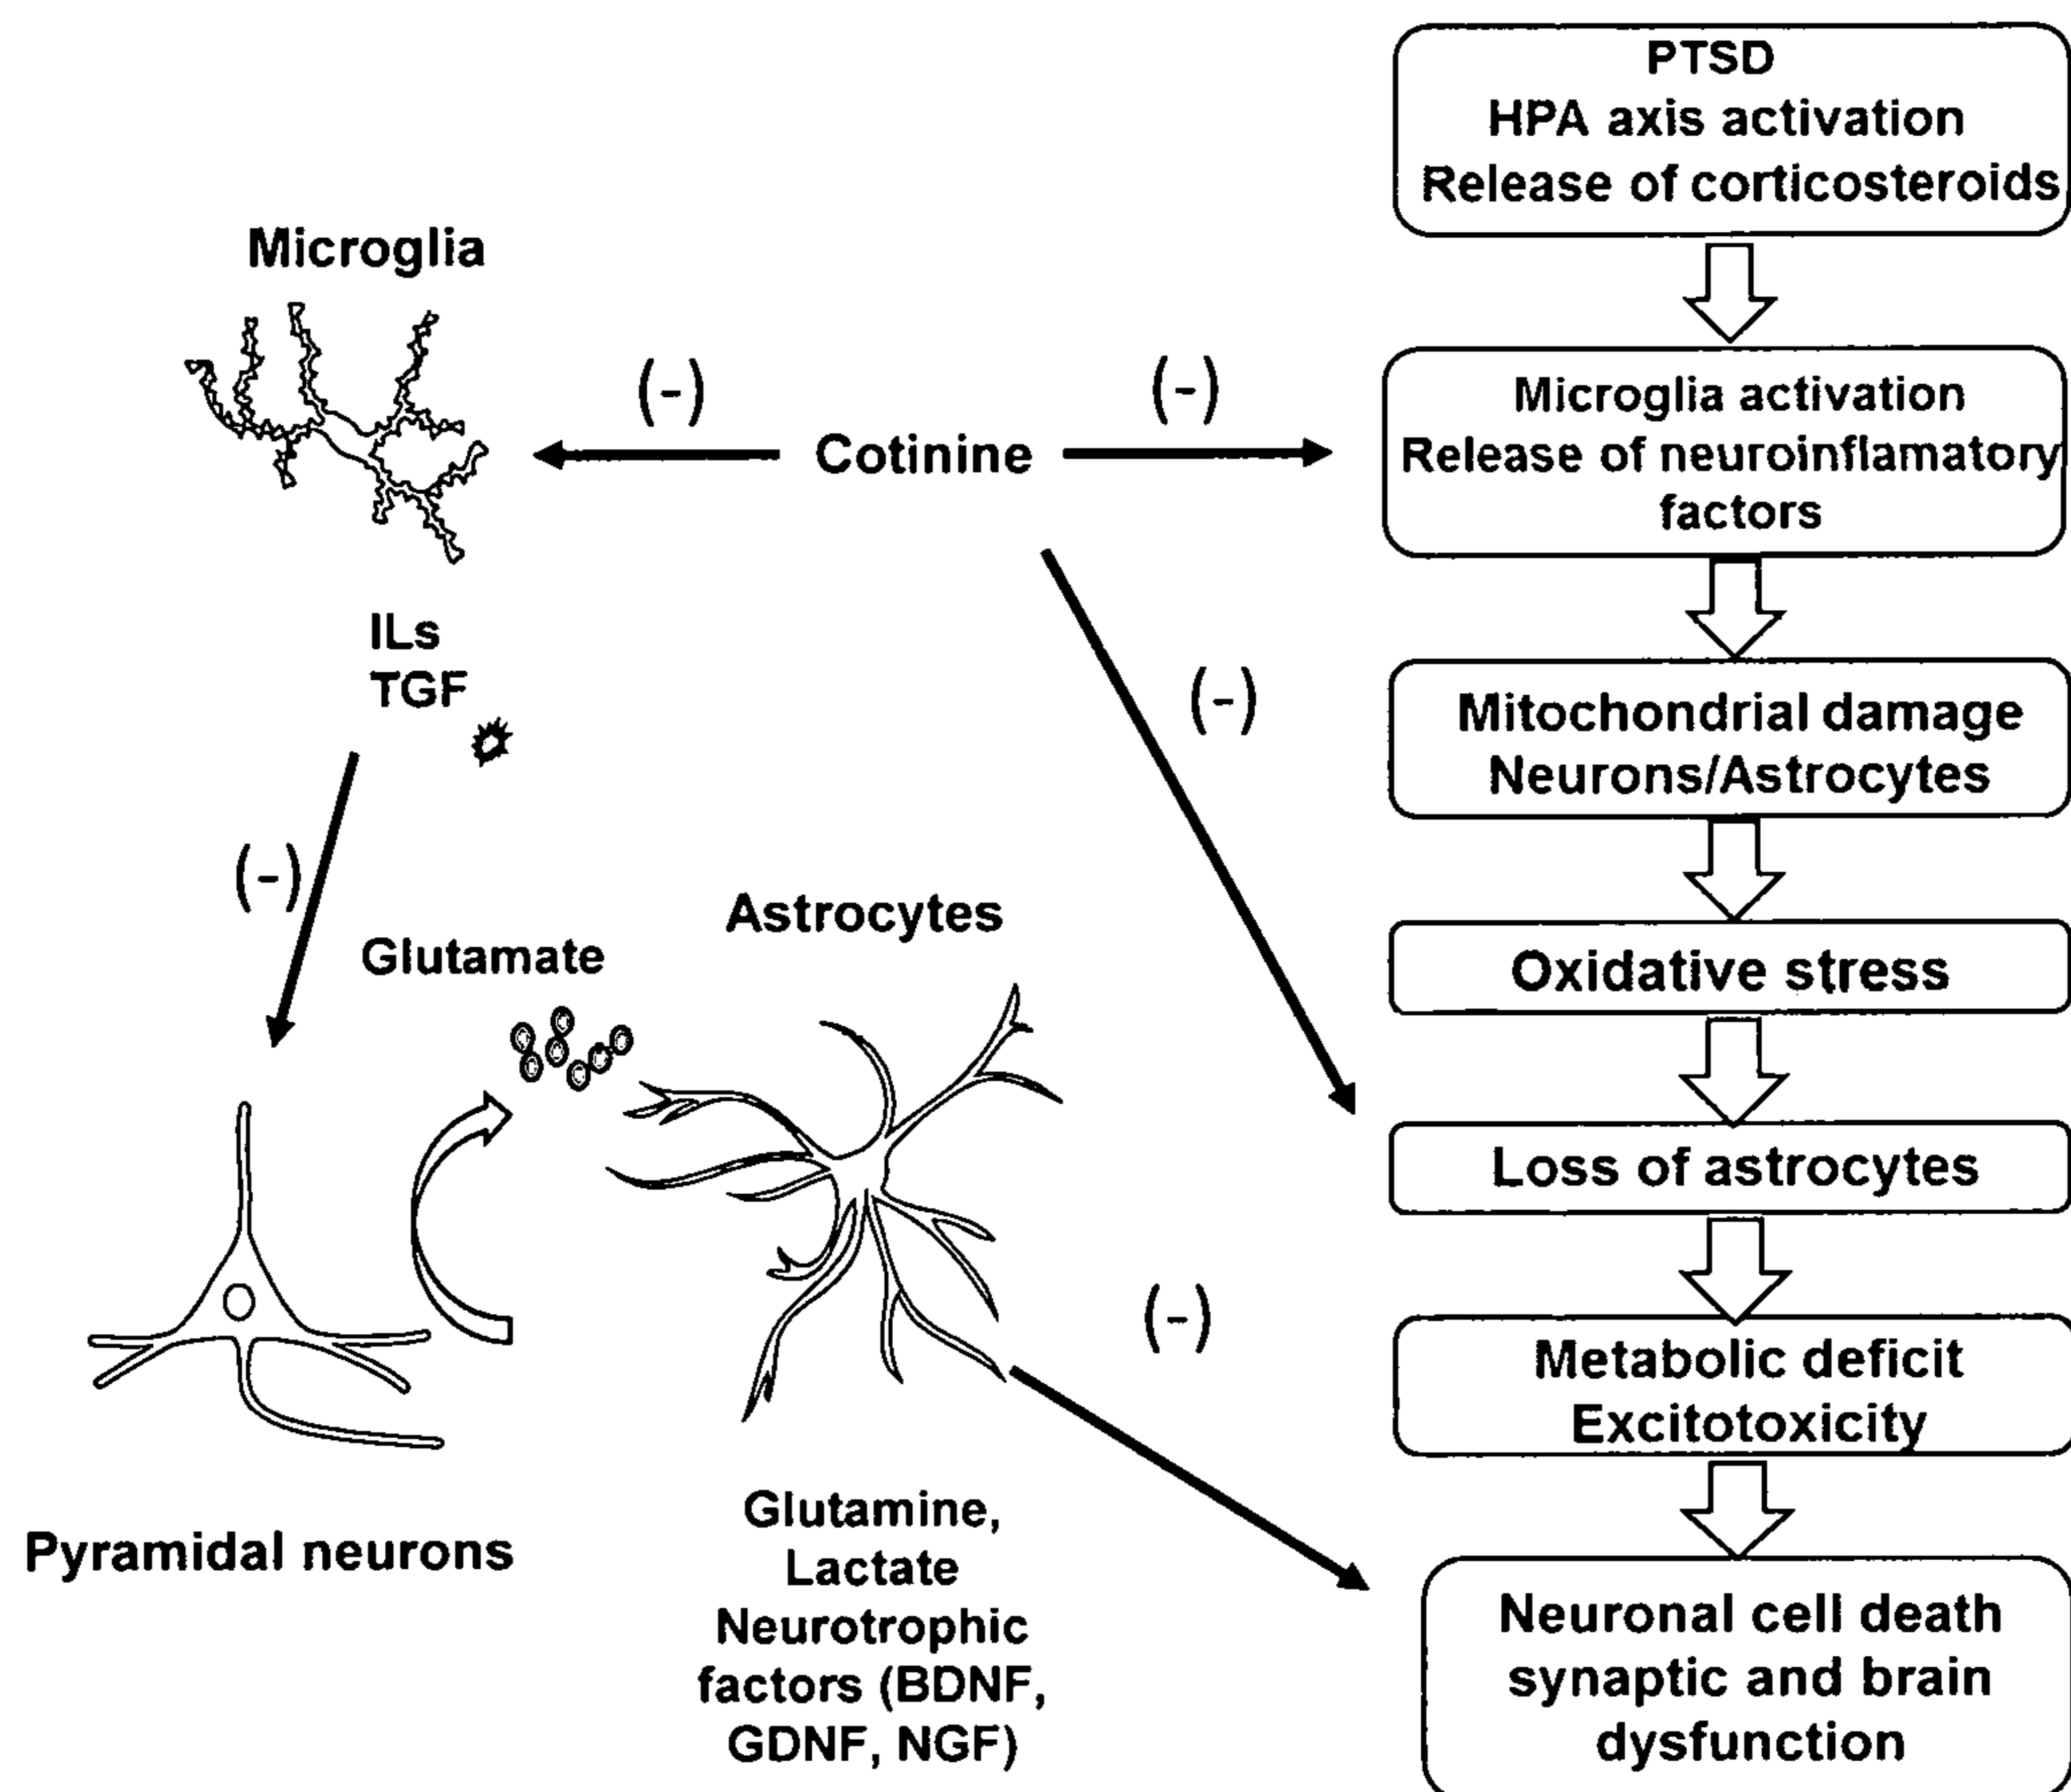 PTSD
HPA axis activation
Release of corticosteroids
Microglia
(-)
(-)
Cotinine
Microglia activation
Release of neuroinflamatory
factors
ILs
TGF
(-)
Mitochondrial damage
Neurons/Astrocytes
(-)
Astrocytes
Glutamate
Oxidative stress
Loss of astrocytes
(-)
Metabolic deficit
Excitotoxicity
Pyramidal neurons
Glutamine,
Lactate
Neurotrophic
factors (BDNF,
GDNF, NGF)
Neuronal cell death
synaptic and brain
dysfunction